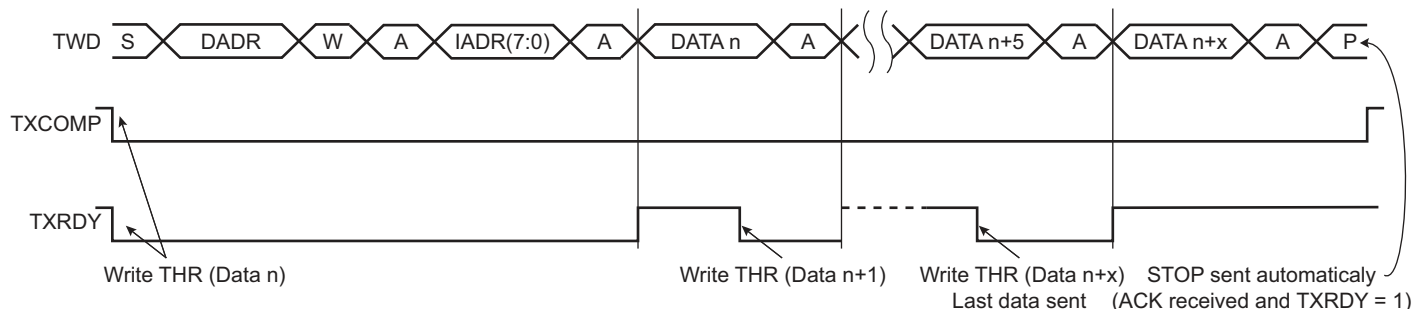 TWD S DADR W A IADR(7:0) A DATA n A DATA n+5 A DATA n+x A P
TXCOMP
TXRDY
Write THR (Data n) Write THR (Data n+1) Write THR (Data n+x) STOP sent automaticaly
Last data sent (ACK received and TXRDY = 1)